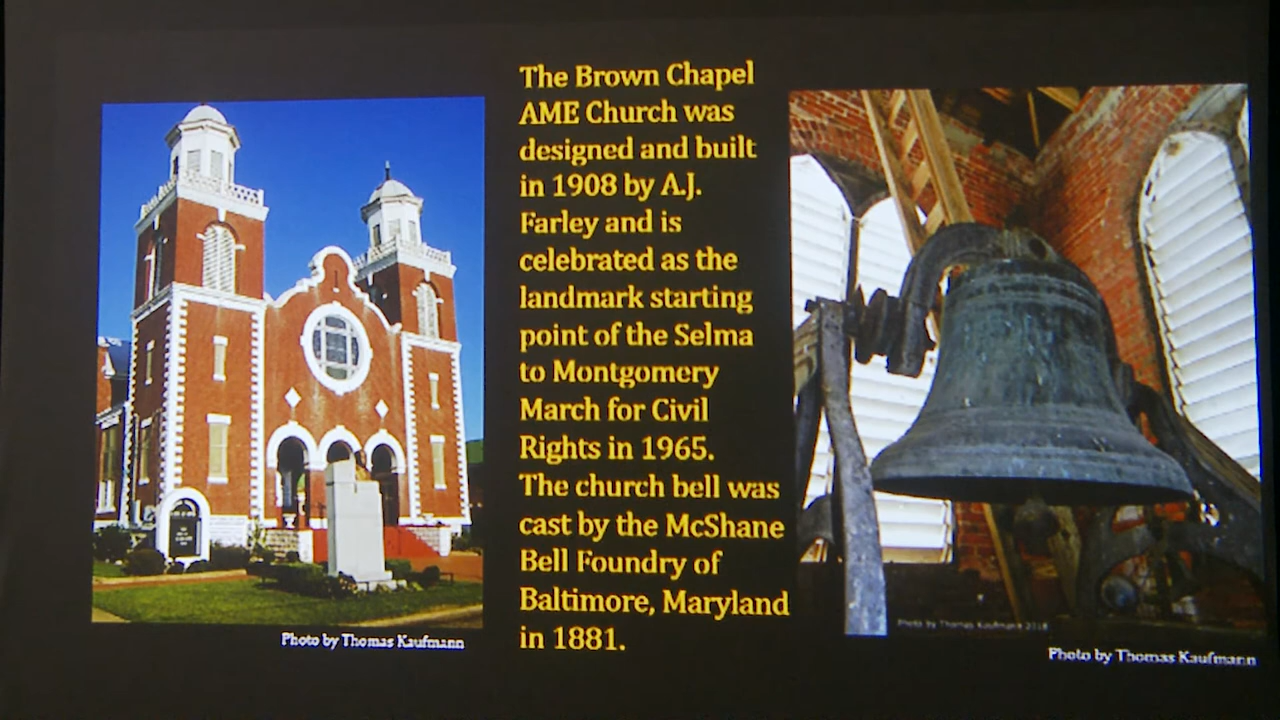 The Brown Chapel
AME Church was
designed and built
in 1908 by A.J.
Farley and is
celebrated as the
landmark starting
point of the Selma
to Montgomery
March for Civil
Rights in 1965.
The church bell was
cast by the McShane
Bell Foundry of
Baltimore, Maryland
in 1881.
Photo by Thomas Kaufmann
Photo by Thomas Kaufmann 2018
Photo by Thomas Kaufmann